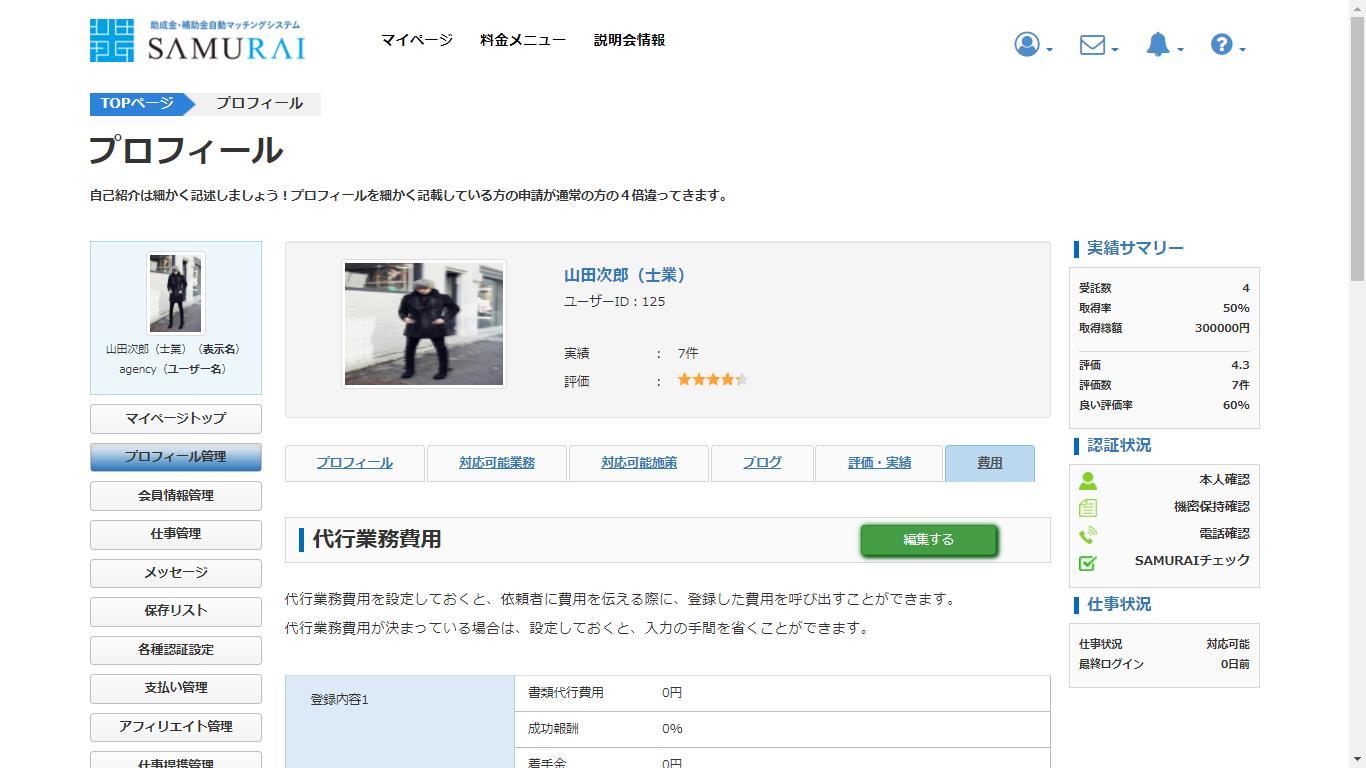 助成金・補助金自動マッチングシステム
SAMURAI
マイページ 料金メニュー 説明会情報
TOPページ プロフィール
プロフィール
自己紹介は細かく記述しましょう！プロフィールを細かく記載している方の申請が通常の方の４倍違ってきます。
山田次郎（士業）（表示名）
agency（ユーザー名）
マイページトップ
プロフィール管理
会員情報管理
仕事管理
メッセージ
保存リスト
各種認証設定
支払い管理
アフィリエイト管理
仕事提携管理
山田次郎（士業）
ユーザーID：125
実績 ： 7件
評価 ：
プロフィール 対応可能業務 対応可能施策 ブログ 評価・実績 費用
代行業務費用 編集する
代行業務費用を設定しておくと、依頼者に費用を伝える際に、登録した費用を呼び出すことができます。
代行業務費用が決まっている場合は、設定しておくと、入力の手間を省くことができます。
登録内容1
書類代行費用 0円
成功報酬 0%
着手金 0円
実績サマリー
受託数 4
取得率 50%
取得総額 300000円
評価 4.3
評価数 7件
良い評価率 60%
認証状況
本人確認
機密保持確認
電話確認
SAMURAIチェック
仕事状況
仕事状況 対応可能
最終ログイン 0日前